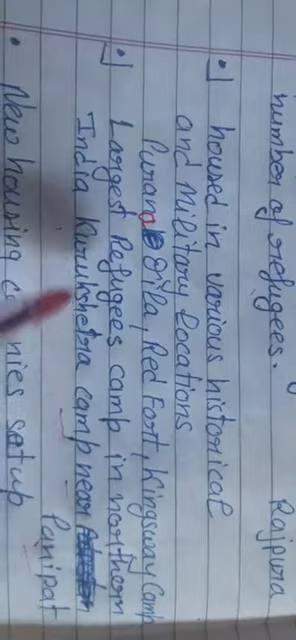 number of refugees. Rajpura
• housed in various historical
and Military Locations
Purana Qila, Red Fort, Kingsway Camp
• Largest Refugees camp in northern
India Kurukshetra camp near
Panipat
• New housing nies setup